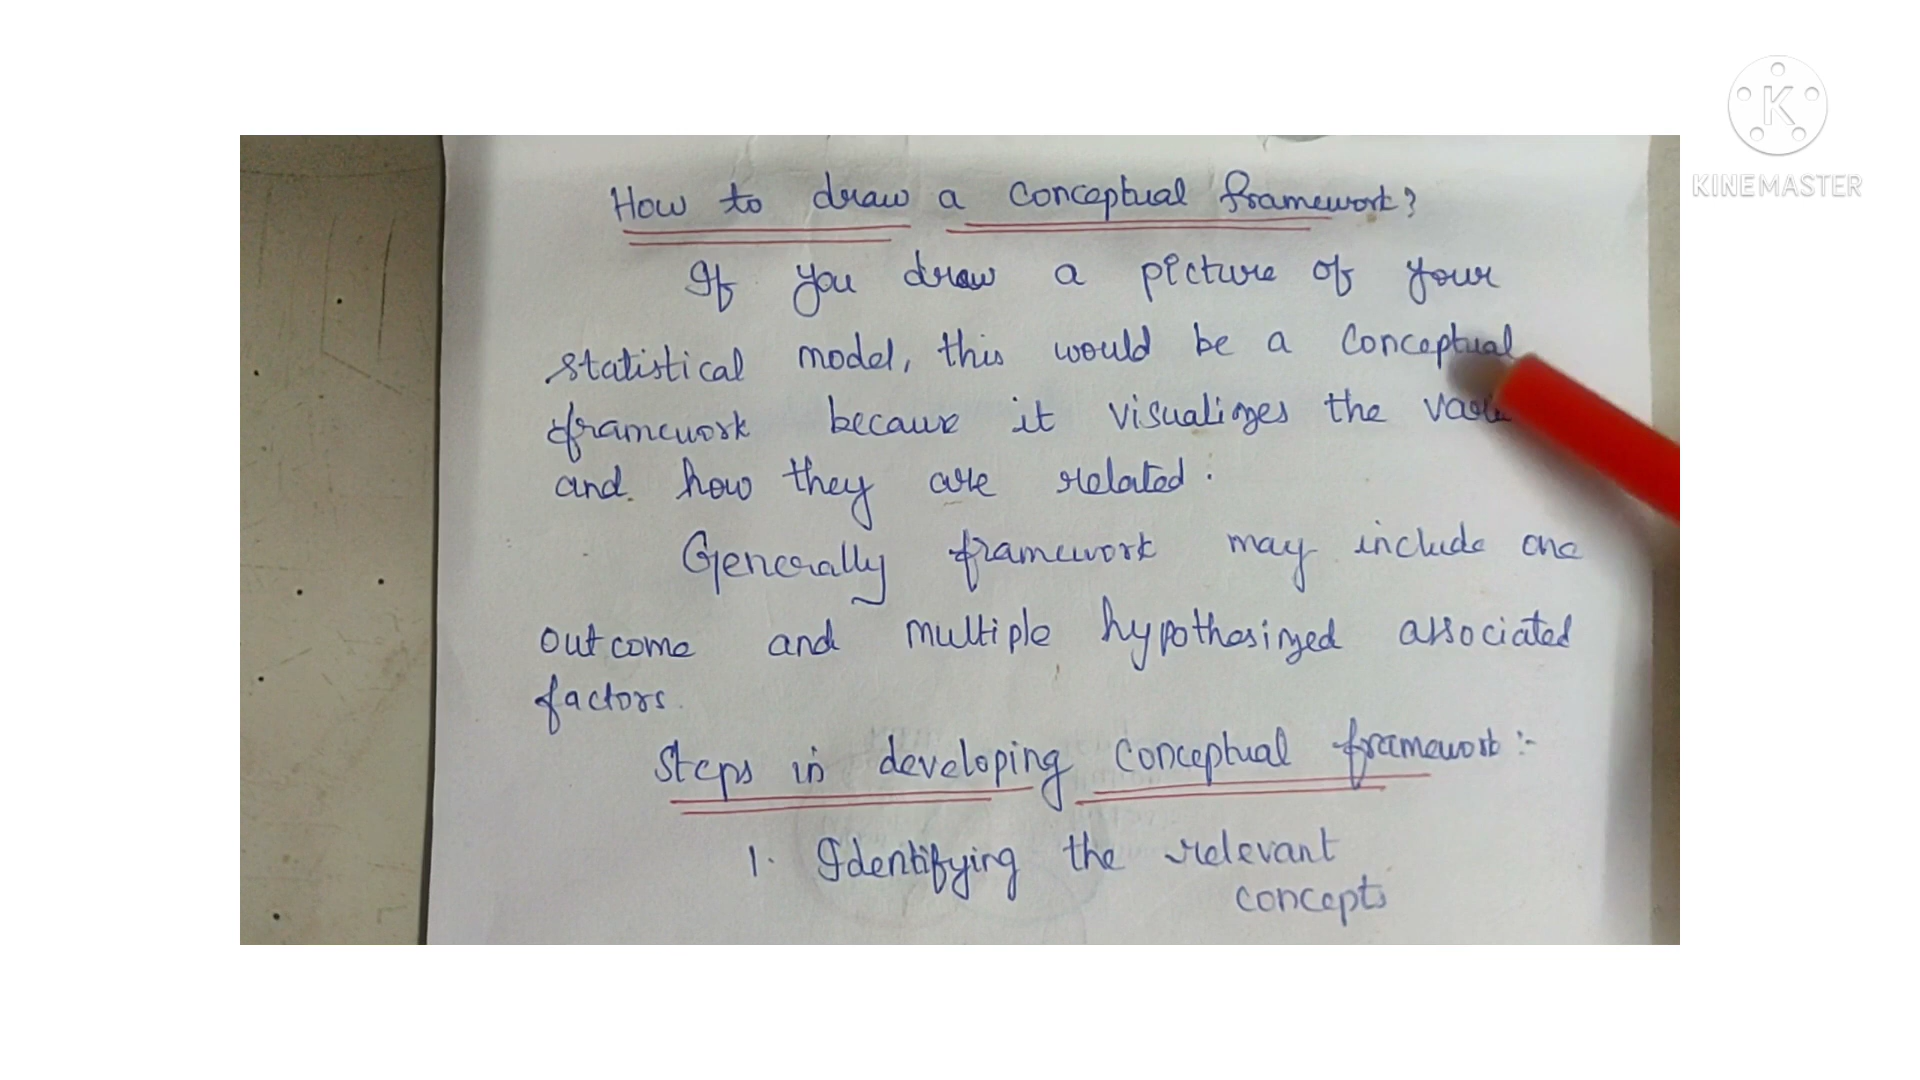 KINEMASTER
How to draw a conceptual framework?
If you draw a picture of your
statistical model, this would be a conceptual
framework because it visualizes the
and how they are related.
Generally framework may include one
outcome and multiple hypothesized associated
factors.
Steps in developing conceptual framework :-
1. Identifying the relevant
concepts